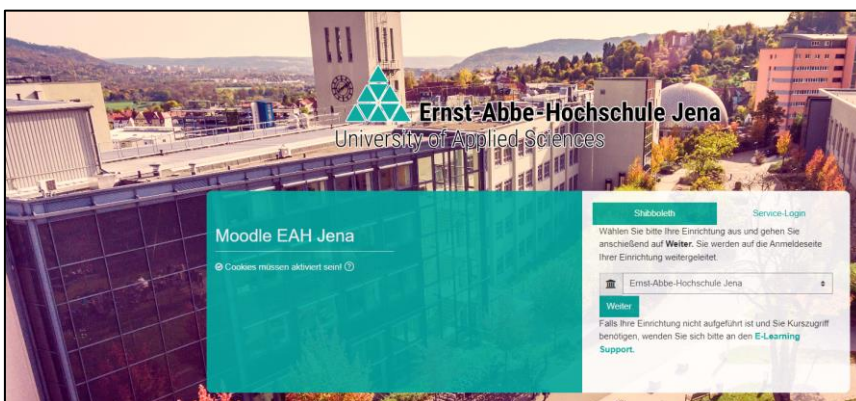 Ernst-Abbe-Hochschule Jena
University of Applied Sciences
Moodle EAH Jena
Cookies müssen aktiviert sein!
Shibboleth
Service-Login
Wählen Sie bitte Ihre Einrichtung aus und gehen Sie
anschließend auf Weiter. Sie werden auf die Anmeldeseite
Ihrer Einrichtung weitergeleitet.
Ernst-Abbe-Hochschule Jena
Weiter
Falls Ihre Einrichtung nicht aufgeführt ist und Sie Kurszugriff
benötigen, wenden Sie sich bitte an den E-Learning
Support.